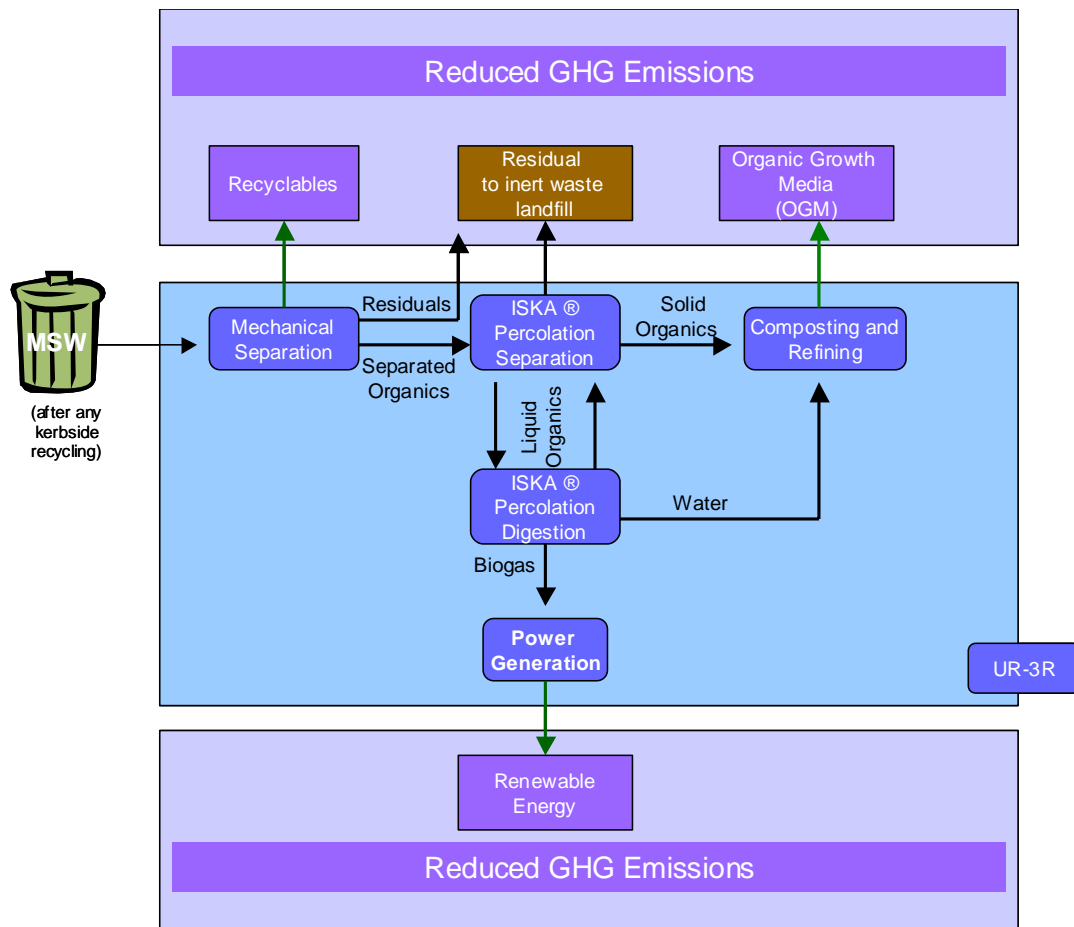 Reduced GHG Emissions
Recyclables
Residual
to inert waste
landfill
Organic Growth
Media
(OGM)
MSW
(after any
kerbside
recycling)
Mechanical
Separation
Residuals
Separated
Organics
ISKA ®
Percolation
Separation
Solid
Organics
Composting and
Refining
Liquid
Organics
ISKA ®
Percolation
Digestion
Water
Biogas
Power
Generation
UR-3R
Renewable
Energy
Reduced GHG Emissions